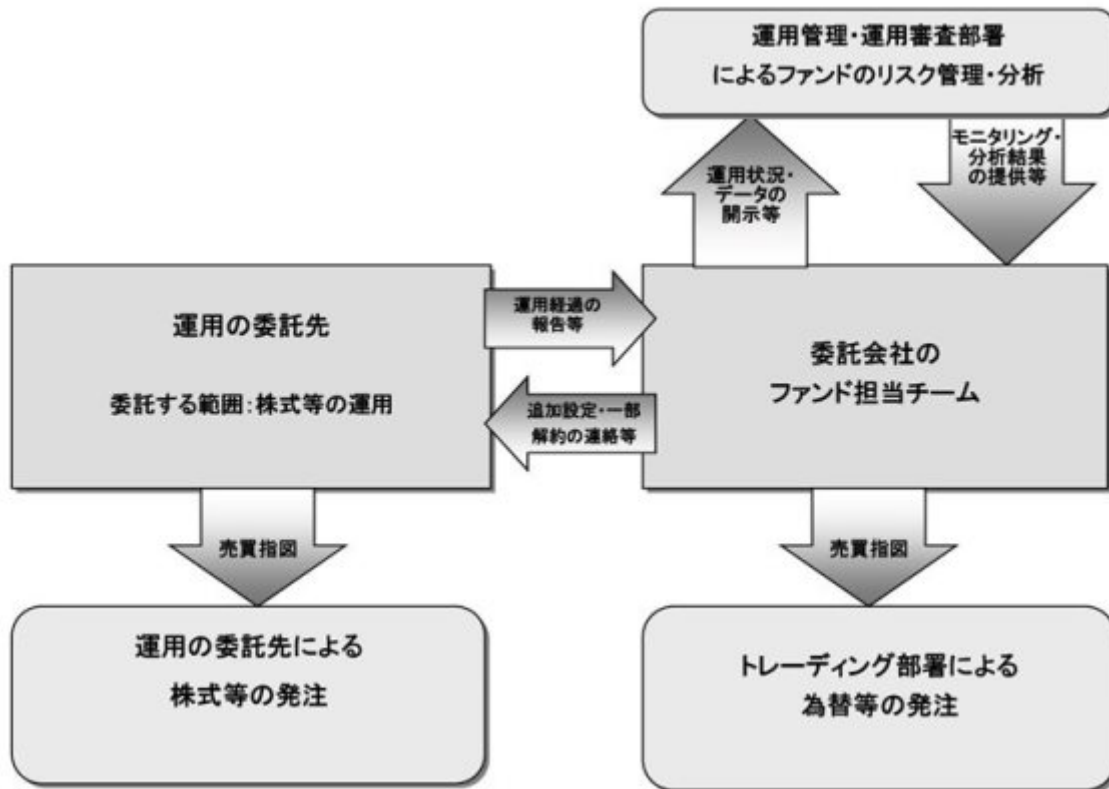 運用管理・運用審査部署
によるファンドのリスク管理・分析
運用状況・
データの
開示等
モニタリング・
分析結果
の提供等
運用の委託先
委託する範囲:株式等の運用
運用経過の
報告等
追加設定・一部
解約の連絡等
委託会社の
ファンド担当チーム
売買指図
売買指図
運用の委託先による
株式等の発注
トレーディング部署による
為替等の発注